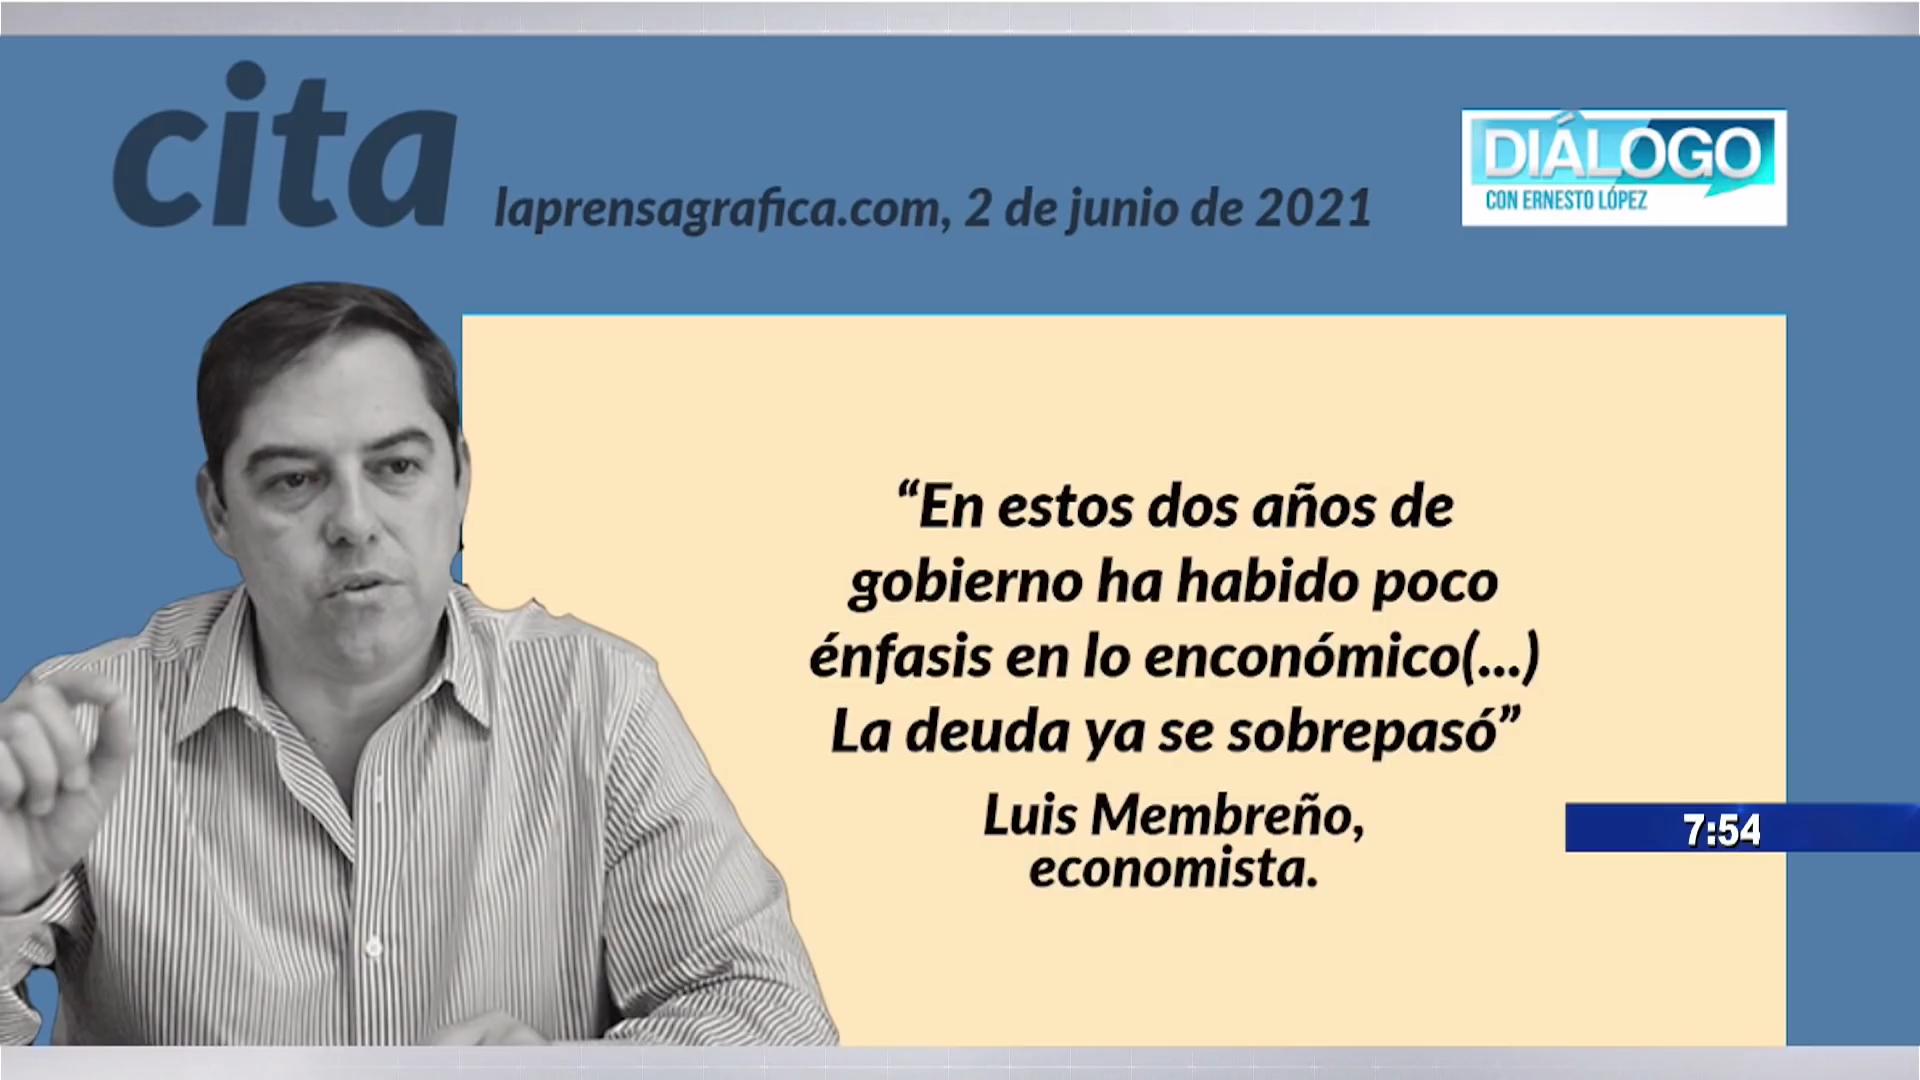 cita
laprensagrafica.com, 2 de junio de 2021
DIÁLOGO
CON ERNESTO LÓPEZ
“En estos dos años de
gobierno ha habido poco
énfasis en lo enconómico(...)
La deuda ya se sobrepasó”
Luis Membreño,
economista.
7:54